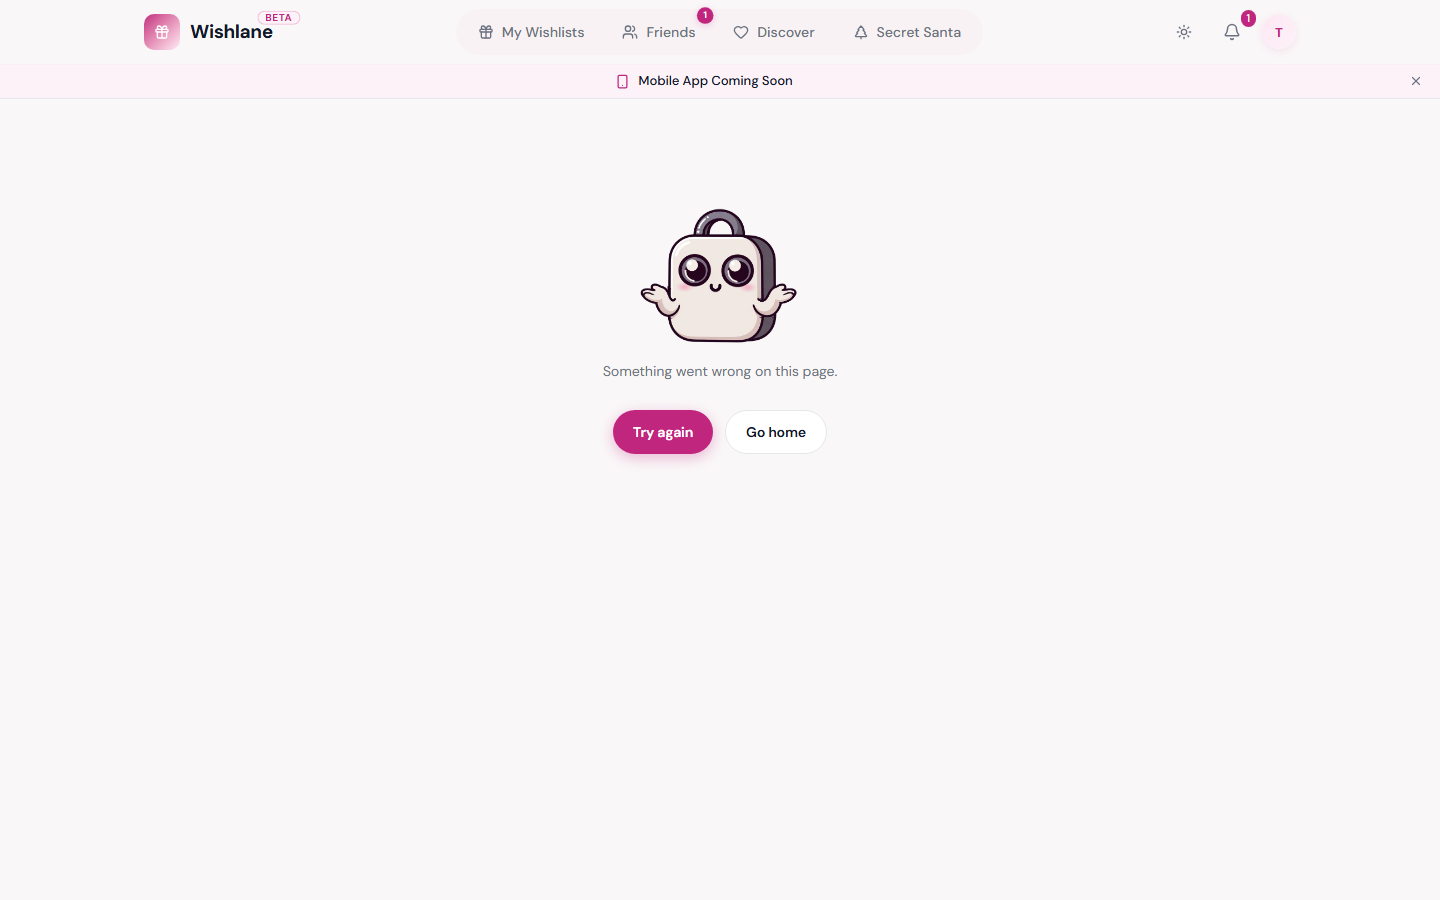 Wishlane
BETA
My Wishlists
Friends
1
Discover
Secret Santa
1
T
Mobile App Coming Soon
Something went wrong on this page.
Try again
Go home